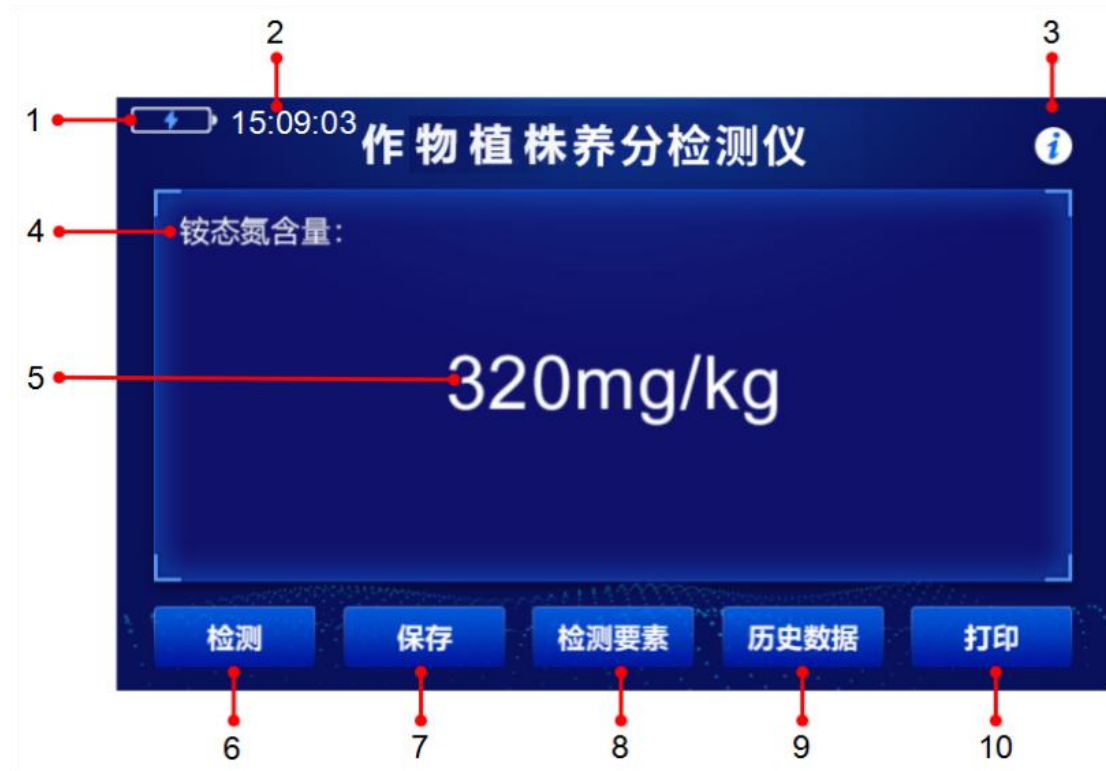 2
3
1
15:09:03
作物植株养分检测仪
i
4
铵态氮含量：
5
320mg/kg
检测
保存
检测要素
历史数据
打印
6
7
8
9
10